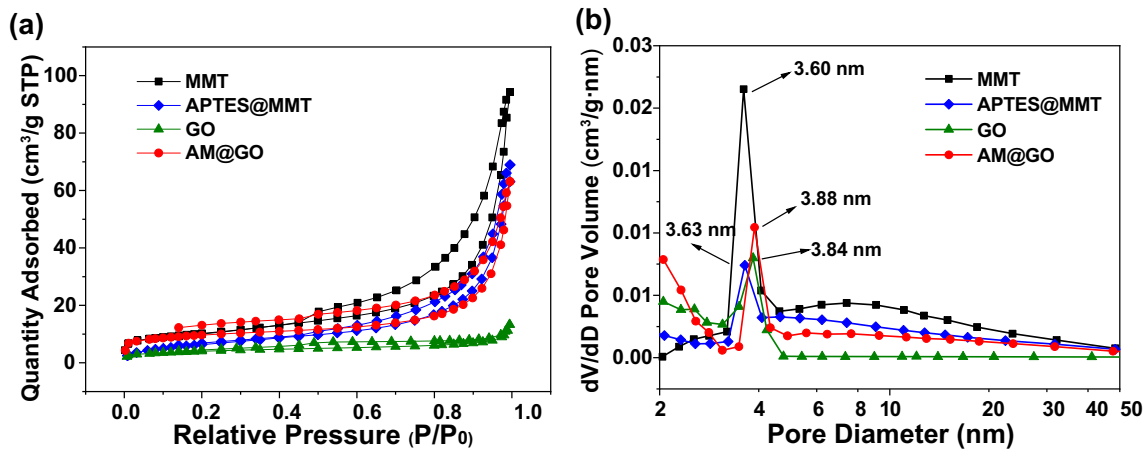 (a)
Quantity Adsorbed (cm³/g STP)
100
80
60
40
20
0
MMT
APTES@MMT
GO
AM@GO
0.0 0.2 0.4 0.6 0.8 1.0
Relative Pressure (P/P₀)
(b)
dV/dD Pore Volume (cm³/g·nm)
0.03
0.02
0.01
0.01
0.00
3.60 nm
3.88 nm
3.63 nm
3.84 nm
MMT
APTES@MMT
GO
AM@GO
2 4 6 8 10 20 30 40 50
Pore Diameter (nm)